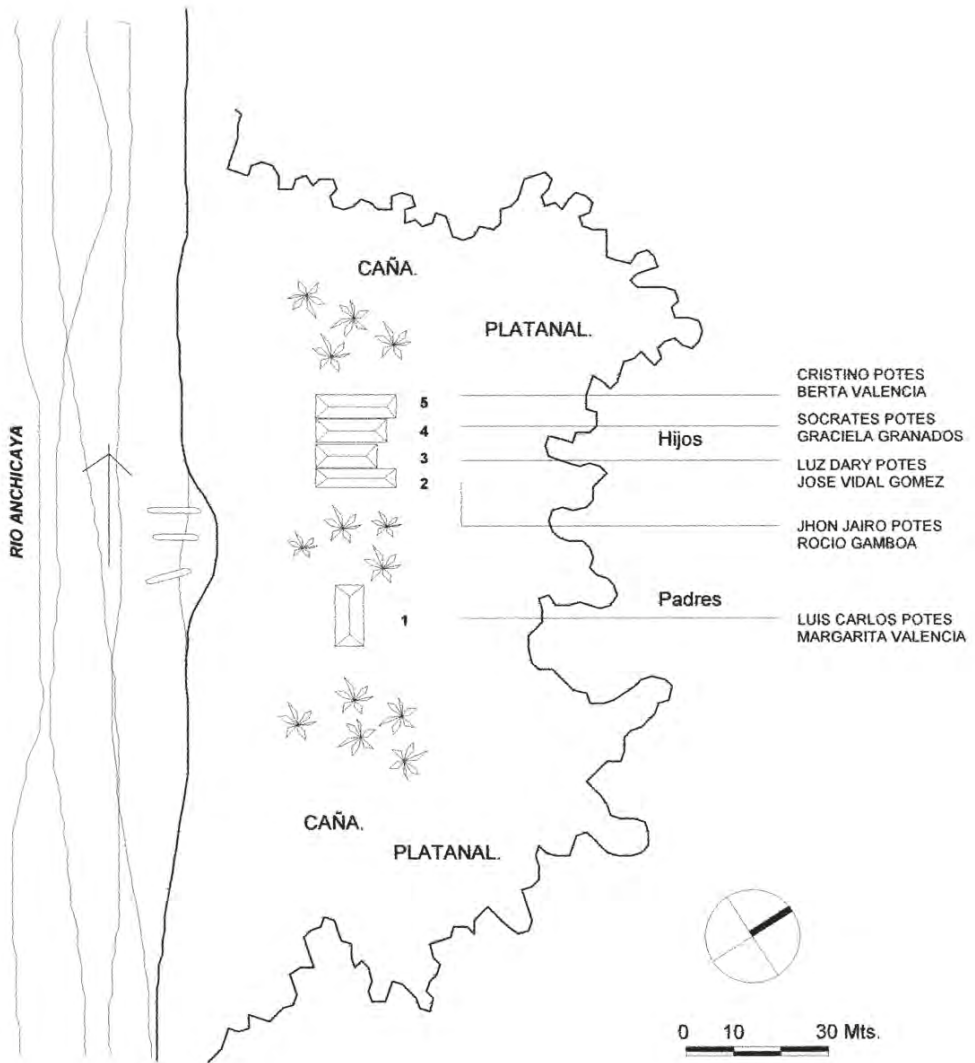 RIO ANCHICAYA
CAÑA.
PLATANAL.
5
4
3
2
1
Hijos
Padres
CRISTINO POTES
BERTA VALENCIA
SOCRATES POTES
GRACIELA GRANADOS
LUZ DARY POTES
JOSE VIDAL GOMEZ
JHON JAIRO POTES
ROCIO GAMBOA
LUIS CARLOS POTES
MARGARITA VALENCIA
CAÑA.
PLATANAL.
0 10 30 Mts.